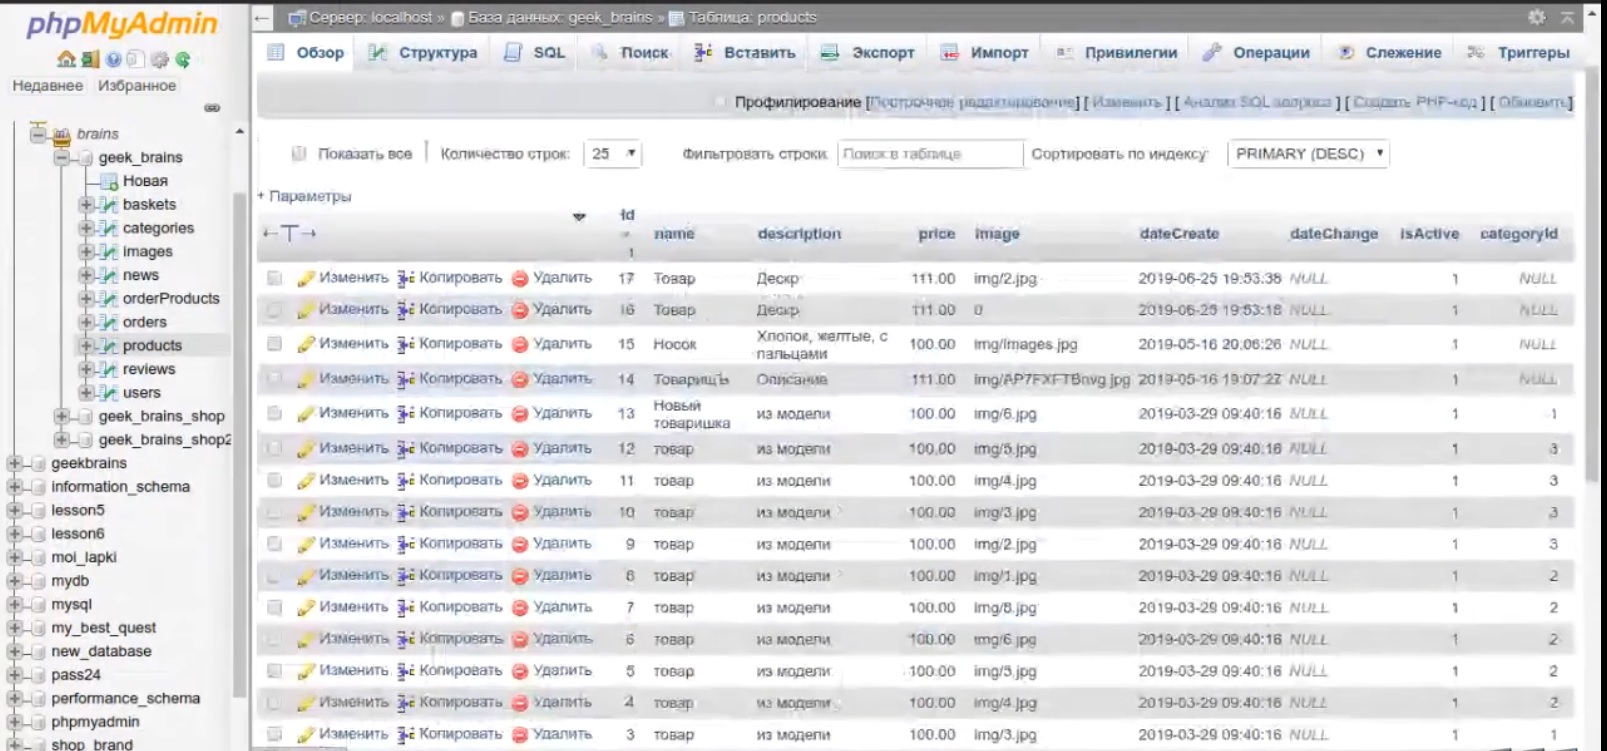 phpMyAdmin
Недавнее Избранное
brains
geek_brains
Новая
baskets
categories
images
news
orderProducts
orders
products
reviews
users
geek_brains_shop
geek_brains_shop2
geekbrains
information_schema
lesson5
lesson6
moi_lapki
mydb
mysql
my_best_quest
new_database
pass24
performance_schema
phpmyadmin
shop_brand
← Сервер: localhost » База данных: geek_brains » Таблица: products
Обзор Структура SQL Поиск Вставить Экспорт Импорт Привилегии Операции Слежение Триггеры
Профилирование [Построчное редактирование] [ Изменить ] [ Анализ SQL запроса ] [ Создать PHP-код ] [ Обновить]
Показать все | Количество строк: 25 Фильтровать строки: Поиск в таблице Сортировать по индексу: PRIMARY (DESC)
+ Параметры
←T→ id 1 name description price image dateCreate dateChange isActive categoryId
Изменить Копировать Удалить 17 Товар Дескр 111.00 img/2.jpg 2019-06-25 19:53:38 NULL 1 NULL
Изменить Копировать Удалить 16 Товар Дескр 111.00 0 2019-06-25 19:53:18 NULL 1 NULL
Изменить Копировать Удалить 15 Носок Хлопок, желтые, с пальцами 100.00 img/images.jpg 2019-05-16 20:06:26 NULL 1 NULL
Изменить Копировать Удалить 14 ТоварищЪ Описание 111.00 img/AP7FXFTBnvg.jpg 2019-05-16 19:07:27 NULL 1 NULL
Изменить Копировать Удалить 13 Новый товаришка из модели 100.00 img/6.jpg 2019-03-29 09:40:16 NULL 1 1
Изменить Копировать Удалить 12 товар из модели 100.00 img/5.jpg 2019-03-29 09:40:16 NULL 1 3
Изменить Копировать Удалить 11 товар из модели 100.00 img/4.jpg 2019-03-29 09:40:16 NULL 1 3
Изменить Копировать Удалить 10 товар из модели 100.00 img/3.jpg 2019-03-29 09:40:16 NULL 1 3
Изменить Копировать Удалить 9 товар из модели 100.00 img/2.jpg 2019-03-29 09:40:16 NULL 1 3
Изменить Копировать Удалить 8 товар из модели 100.00 img/1.jpg 2019-03-29 09:40:16 NULL 1 2
Изменить Копировать Удалить 7 товар из модели 100.00 img/8.jpg 2019-03-29 09:40:16 NULL 1 2
Изменить Копировать Удалить 6 товар из модели 100.00 img/6.jpg 2019-03-29 09:40:16 NULL 1 2
Изменить Копировать Удалить 5 товар из модели 100.00 img/5.jpg 2019-03-29 09:40:16 NULL 1 2
Изменить Копировать Удалить 4 товар из модели 100.00 img/4.jpg 2019-03-29 09:40:16 NULL 1 2
Изменить Копировать Удалить 3 товар из модели 100.00 img/3.jpg 2019-03-29 09:40:16 NULL 1 1